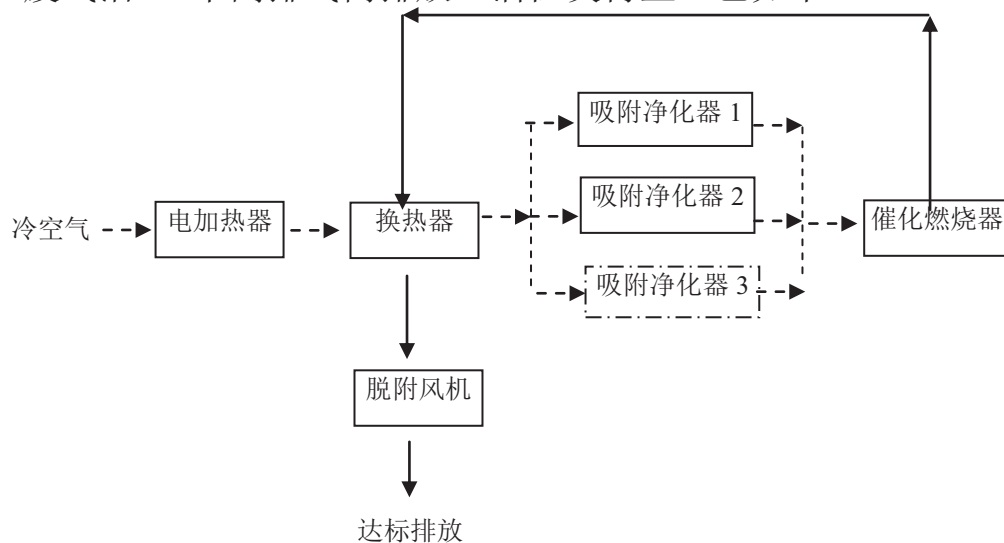 吸附净化器 1
冷空气
电加热器
换热器
吸附净化器 2
催化燃烧器
吸附净化器 3
脱附风机
达标排放